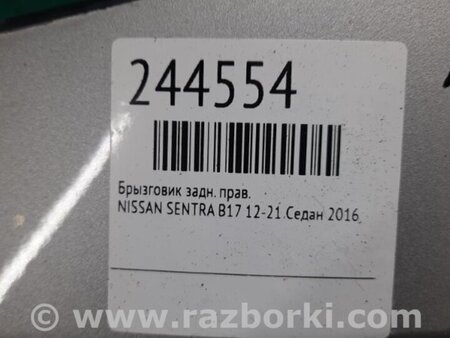 244554
Брызговик задн. прав.
NISSAN SENTRA B17 12-21 Седан 2016
© www.razborki.com